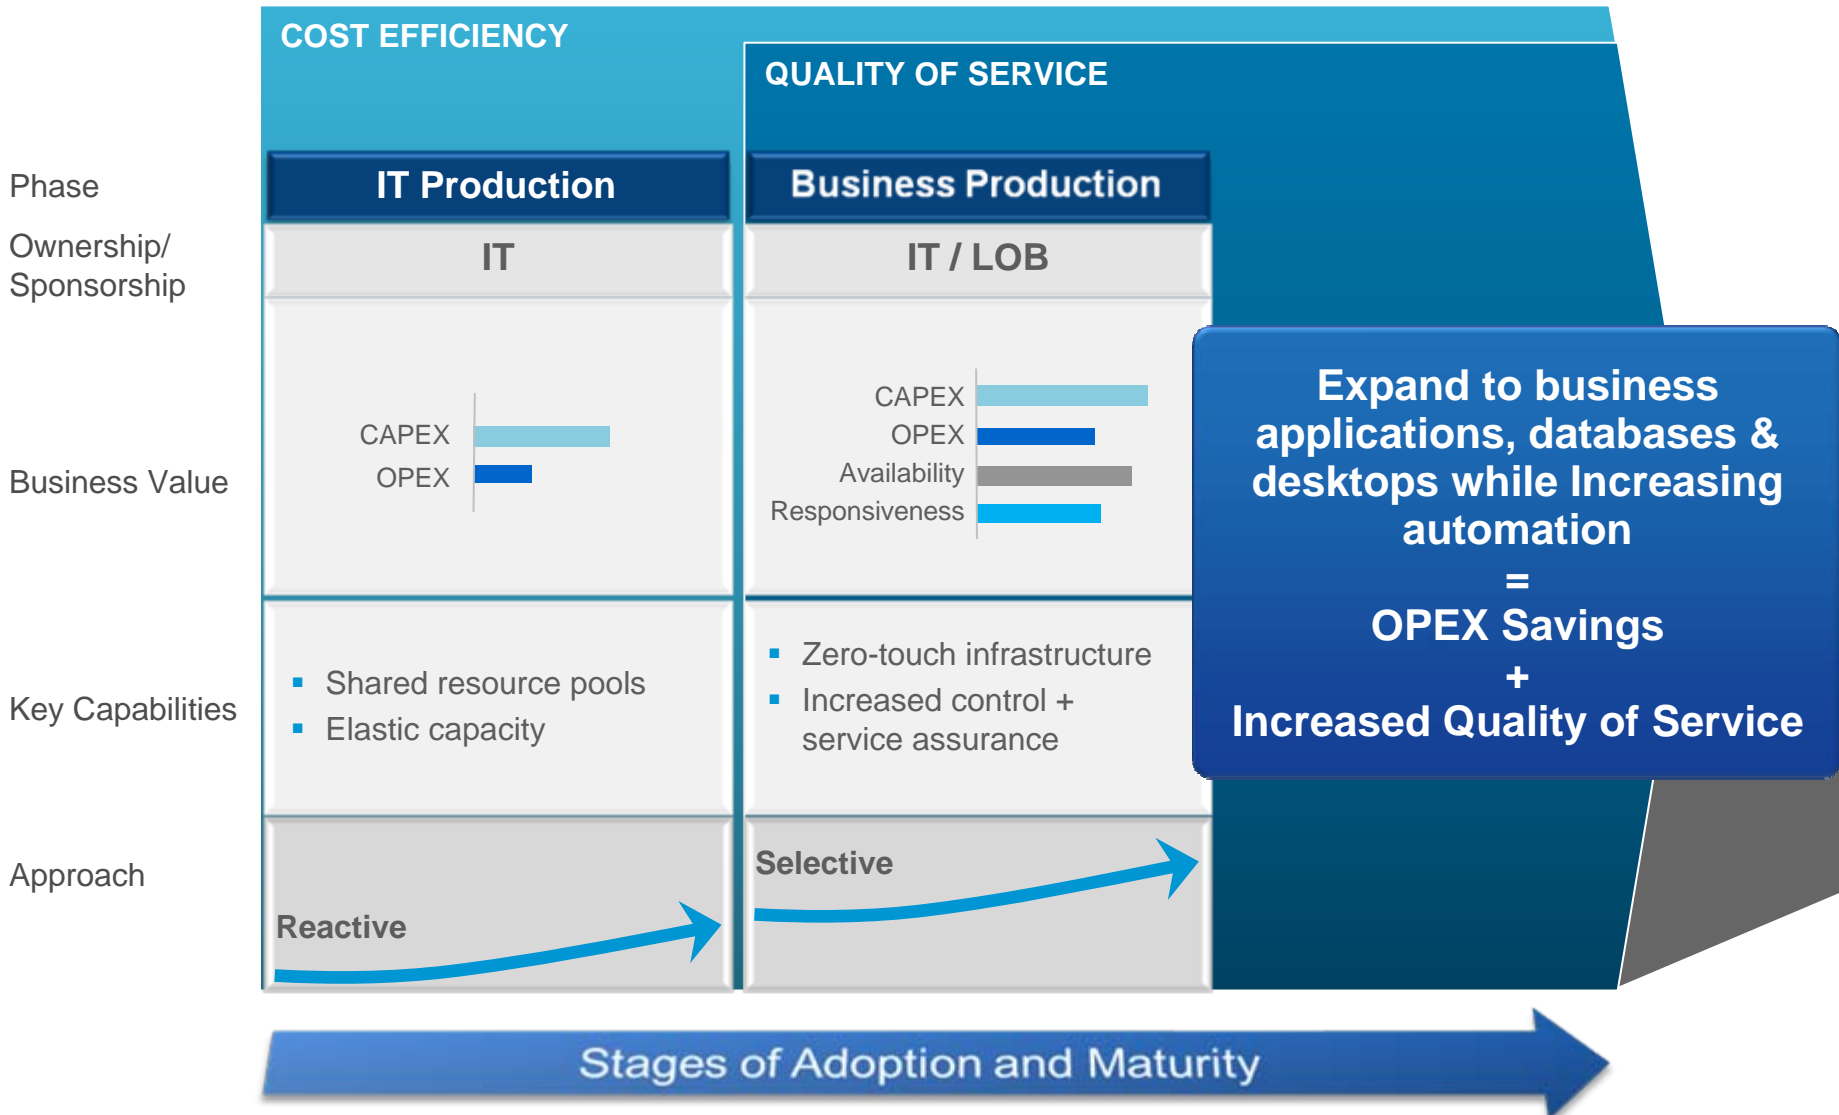 COST EFFICIENCY
QUALITY OF SERVICE
Phase
IT Production
Business Production
Ownership/
Sponsorship
IT
IT / LOB
Business Value
CAPEX
OPEX
CAPEX
OPEX
Availability
Responsiveness
Expand to business
applications, databases &
desktops while Increasing
automation
=
OPEX Savings
+
Increased Quality of Service
Key Capabilities
▪ Shared resource pools
▪ Elastic capacity
▪ Zero-touch infrastructure
▪ Increased control +
service assurance
Approach
Reactive
Selective
Stages of Adoption and Maturity